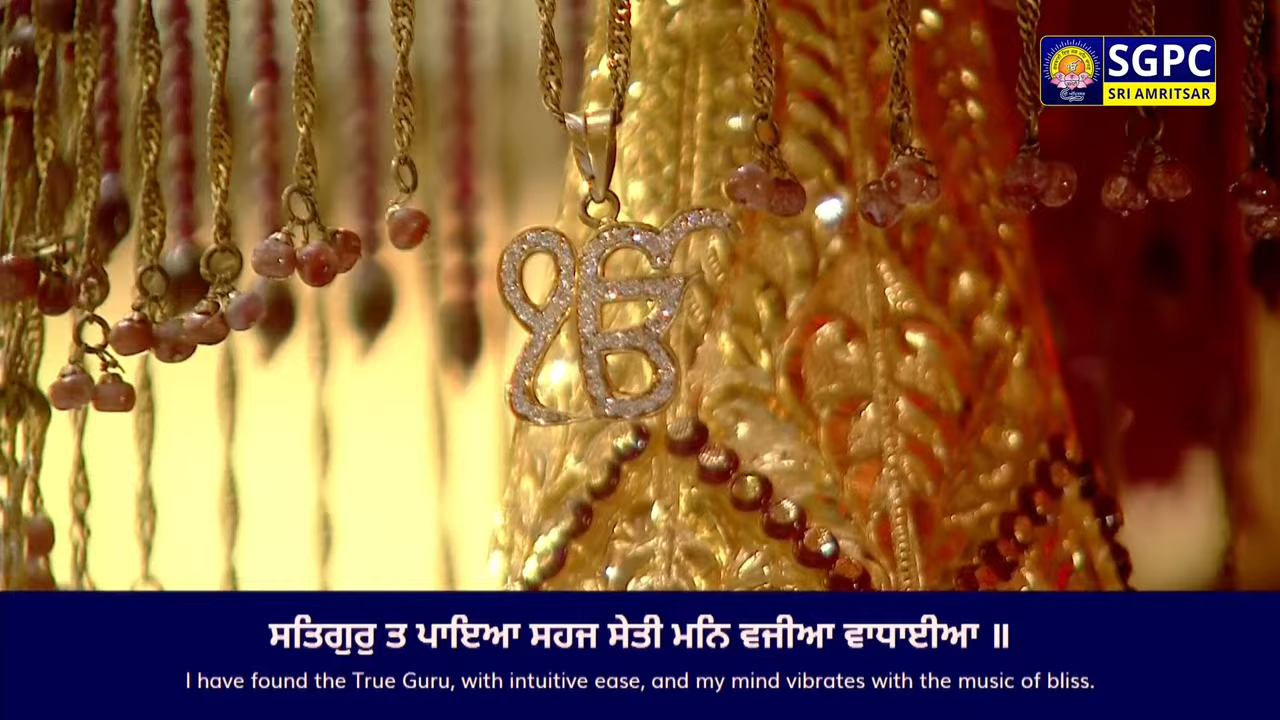 SGPC
SRI AMRITSAR
ੴ
ਸਤਿਗੁਰੁ ਤ ਪਾਇਆ ਸਹਜ ਸੇਤੀ ਮਨਿ ਵਜੀਆ ਵਾਧਾਈਆ ॥
I have found the True Guru, with intuitive ease, and my mind vibrates with the music of bliss.